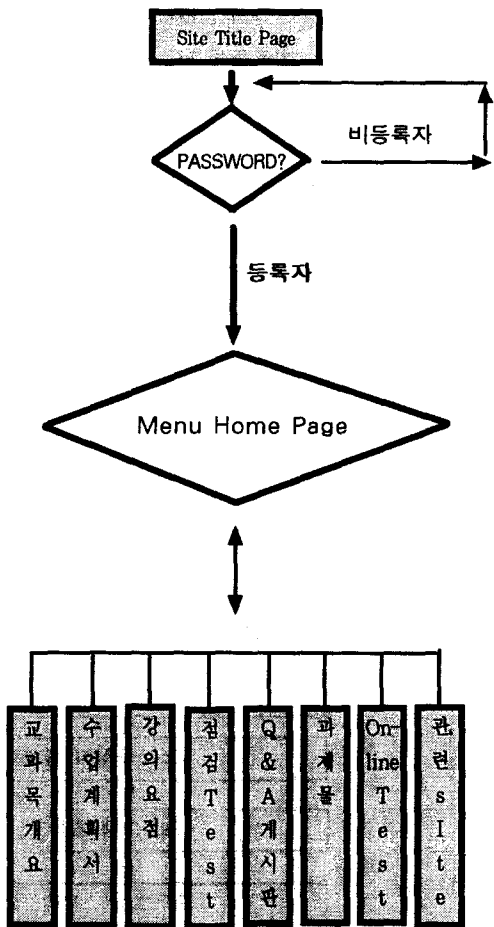 Site Title Page
비등록자
PASSWORD?
등록자
Menu Home Page
교과목개요
수업계획서
강의요점
점검Test
Q&A게시판
과제물
On-line Test
관련sIte